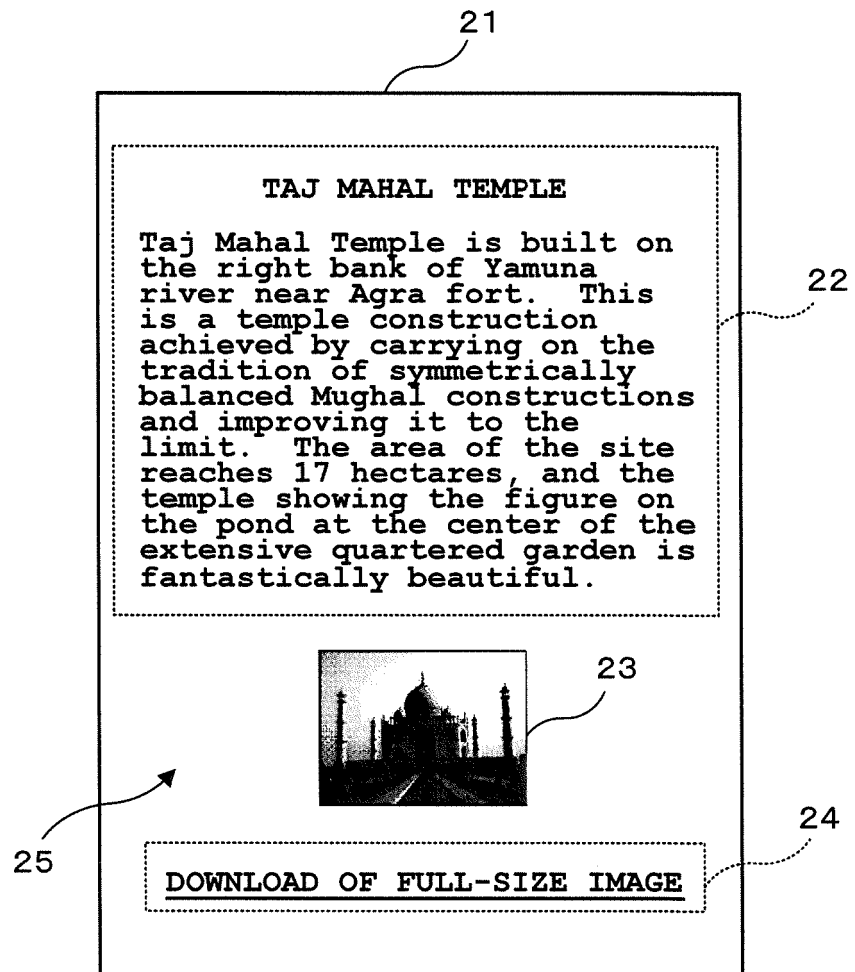 21
TAJ MAHAL TEMPLE
Taj Mahal Temple is built on
the right bank of Yamuna
river near Agra fort.  This
is a temple construction
achieved by carrying on the
tradition of symmetrically
balanced Mughal constructions
and improving it to the
limit.  The area of the site
reaches 17 hectares, and the
temple showing the figure on
the pond at the center of the
extensive quartered garden is
fantastically beautiful.
22
23
24
25
DOWNLOAD OF FULL-SIZE IMAGE